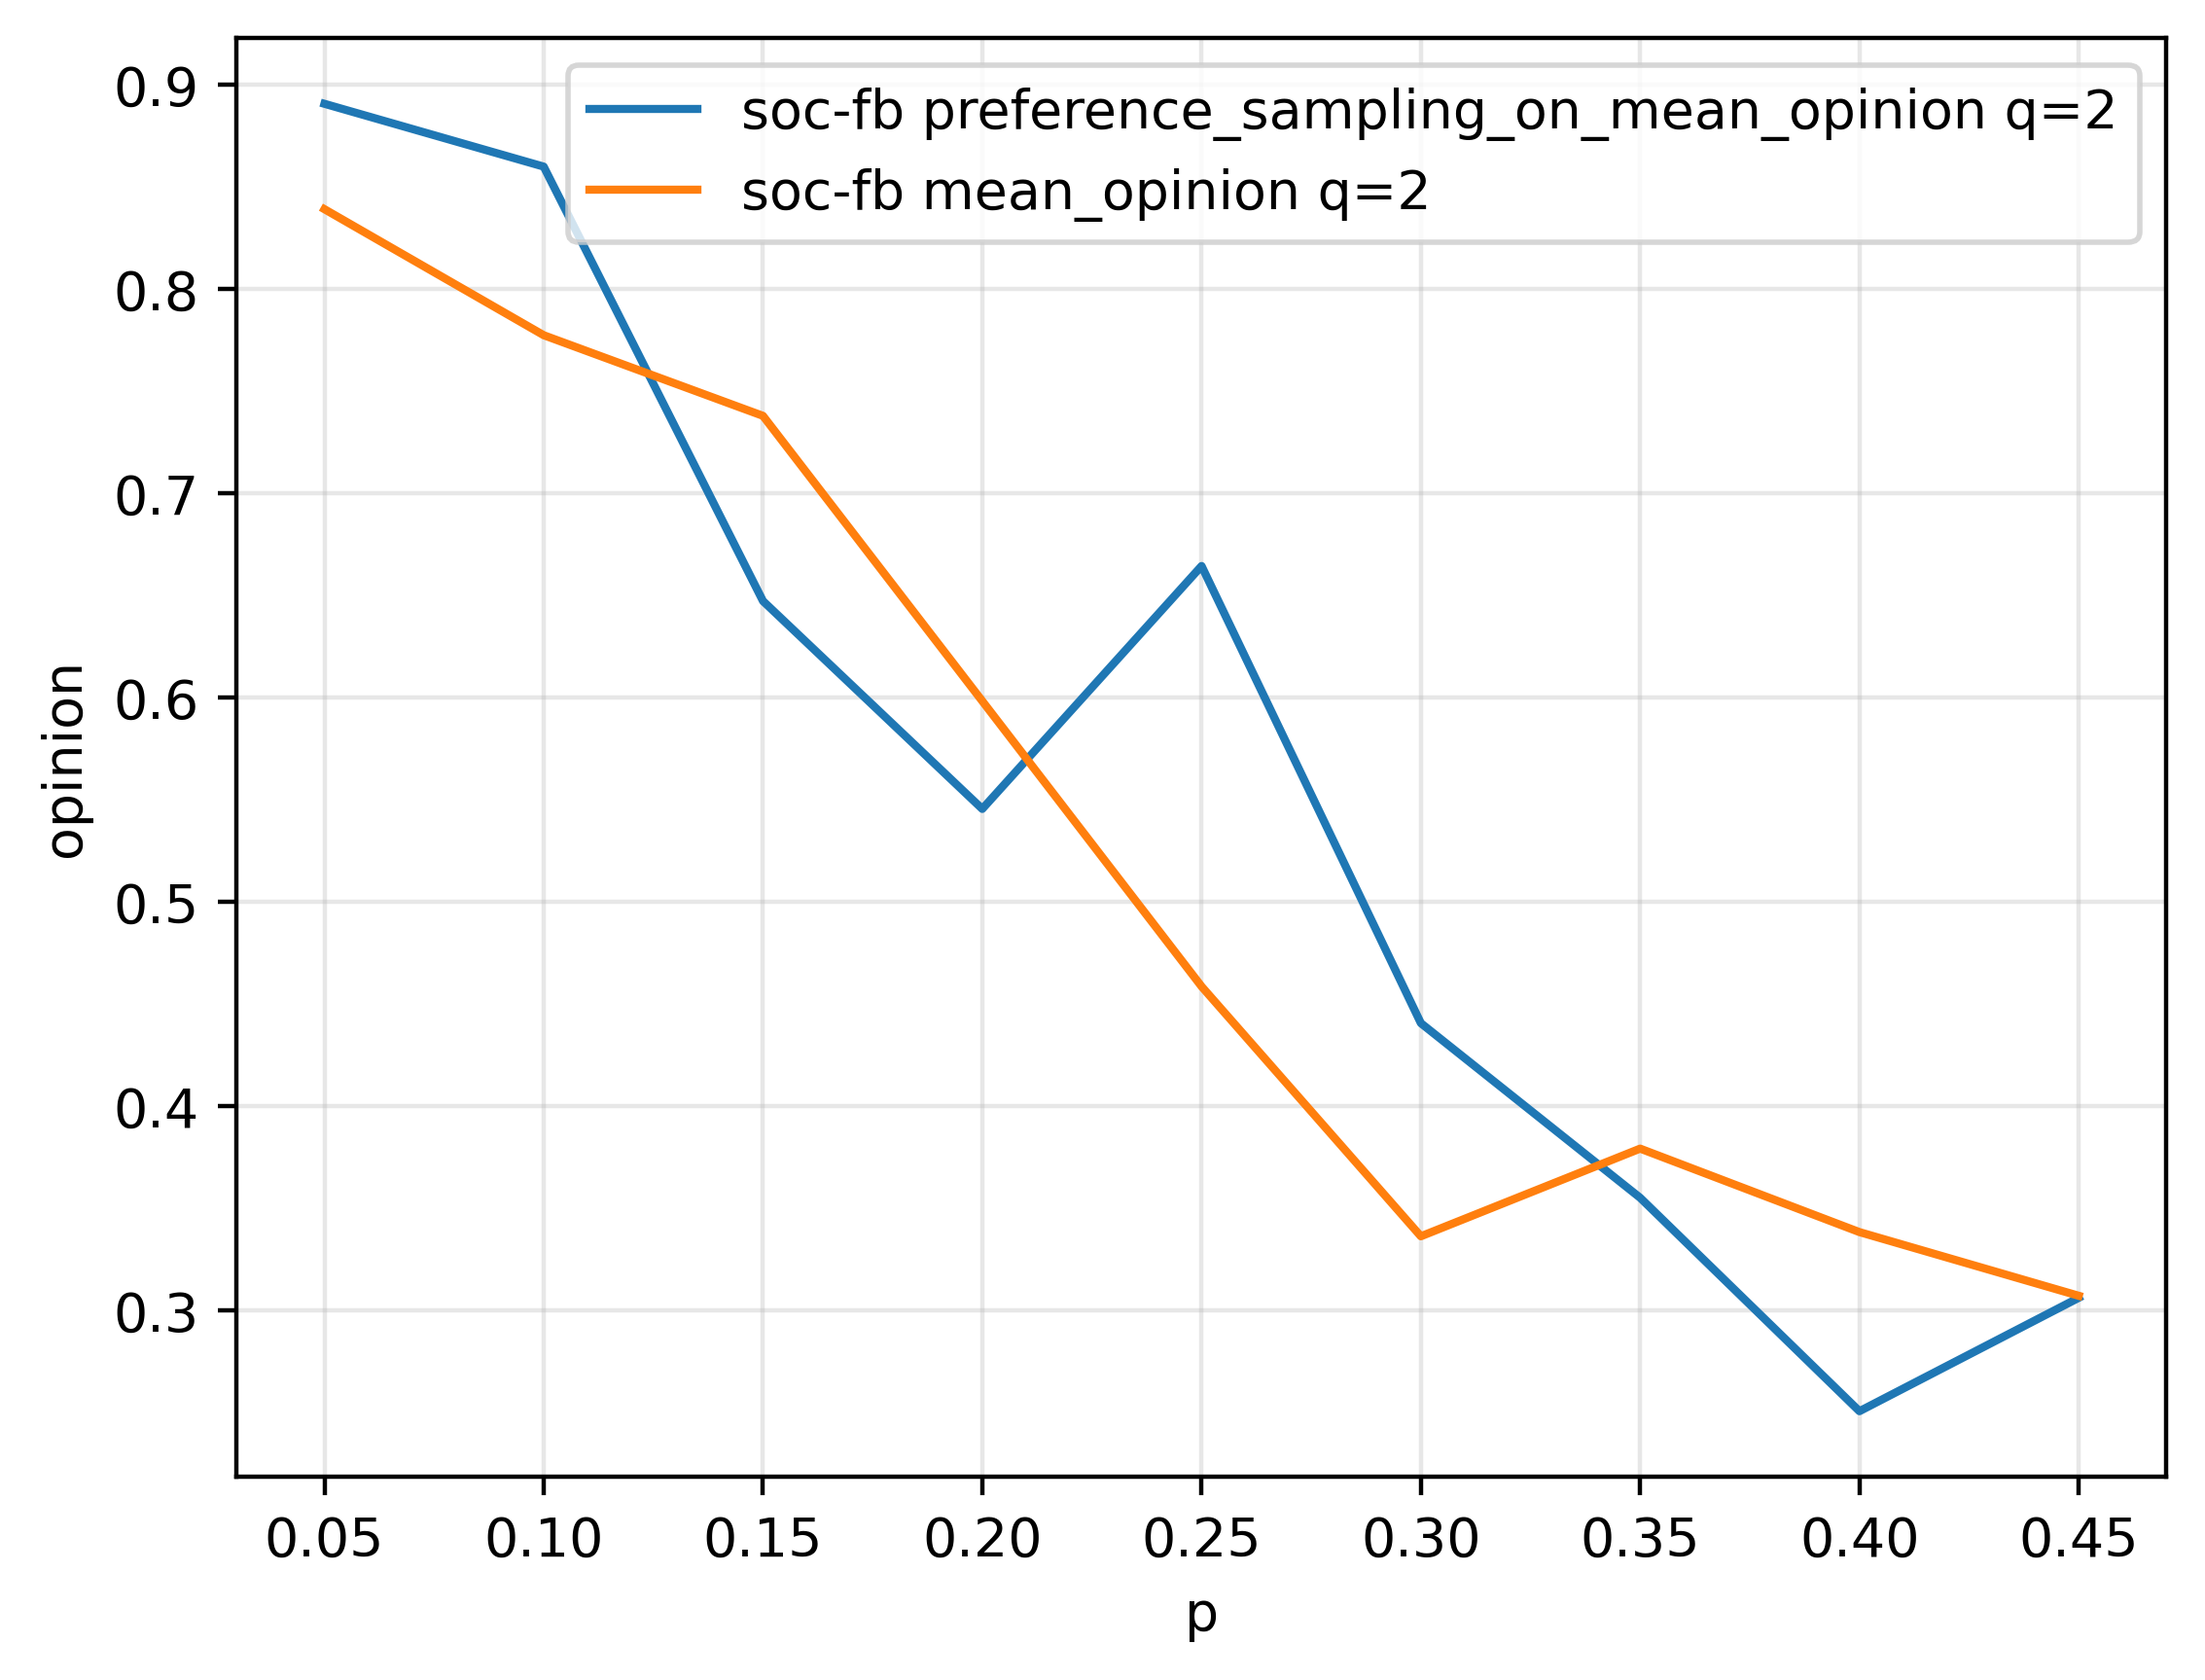 soc-fb preference_sampling_on_mean_opinion q=2
soc-fb mean_opinion q=2
0.9
0.8
0.7
0.6
0.5
0.4
0.3
opinion
0.05 0.10 0.15 0.20 0.25 0.30 0.35 0.40 0.45
p